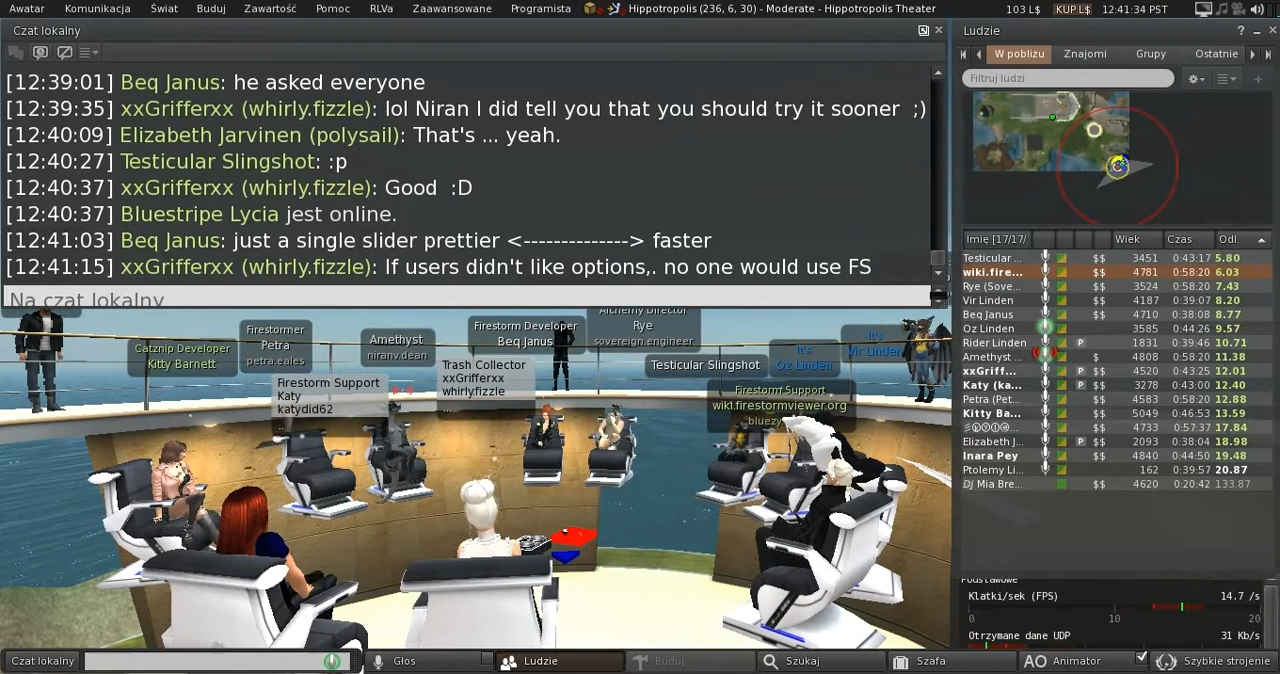 Awatar Komunikacja Świat Buduj Zawartość Pomoc RLVa Zaawansowane Programista Hippotropolis (236, 6, 30) - Moderate - Hippotropolis Theater 103 L$ KUP L$ 12:41:34 PST
Czat lokalny
[12:39:01] Beq Janus: he asked everyone
[12:39:35] xxGrifferxx (whirly.fizzle): lol Niran I did tell you that you should try it sooner ;)
[12:40:09] Elizabeth Jarvinen (polysail): That's ... yeah.
[12:40:27] Testicular Slingshot: :p
[12:40:37] xxGrifferxx (whirly.fizzle): Good :D
[12:40:37] Bluestripe Lycia jest online.
[12:41:03] Beq Janus: just a single slider prettier <--------------> faster
[12:41:15] xxGrifferxx (whirly.fizzle): If users didn't like options,. no one would use FS
Na czat lokalny
Catznip Developer
Kitty Barnett
Firestormer
Petra
petra.eales
Amethyst
niranv.dean
Firestorm Developer
Beq Janus
Alchemy Director
Rye
sovereign.engineer
It's
Vir Linden
It's
Oz Linden
Testicular Slingshot
Firestorm Support
Katy
katydid62
Trash Collector
xxGrifferxx
whirly.fizzle
...
Firestorm Support
wiki.firestormviewer.org
Ludzie
W pobliżu Znajomi Grupy Ostatnie
Filtruj ludzi
Imię [17/17/ Wiek Czas Odl.
Testicular ... $$ 3451 0:43:17 5.80
wiki.fire... $$ 4781 0:58:20 6.03
Rye (Sove... $$ 3524 0:58:20 7.43
Vir Linden $$ 4187 0:39:07 8.20
Beq Janus $$ 4710 0:38:08 8.77
Oz Linden 3585 0:44:26 9.57
Rider Linden P 1831 0:39:46 10.71
Amethyst ... $ 4808 0:58:20 11.38
xxGriff... P $$ 4520 0:43:25 12.01
Katy (ka... P $$ 3278 0:43:00 12.40
Petra (Pet... $$ 4583 0:58:20 12.88
Kitty Ba... $$ 5049 0:46:53 13.59
$$ 4733 0:57:37 17.84
Elizabeth J... P $$ 2093 0:38:04 18.98
Inara Pey $$ 4840 0:44:50 19.48
Ptolemy Li... 162 0:39:57 20.87
Dj Mia Bre... $$ 4620 0:20:42 133.87
Podstawowe
Klatki/sek (FPS) 14.7 /s
0 10 20
Otrzymane dane UDP 31 Kb/s
Czat lokalny Głos Ludzie Buduj Szukaj Szafa AO Animator Szybkie strojenie